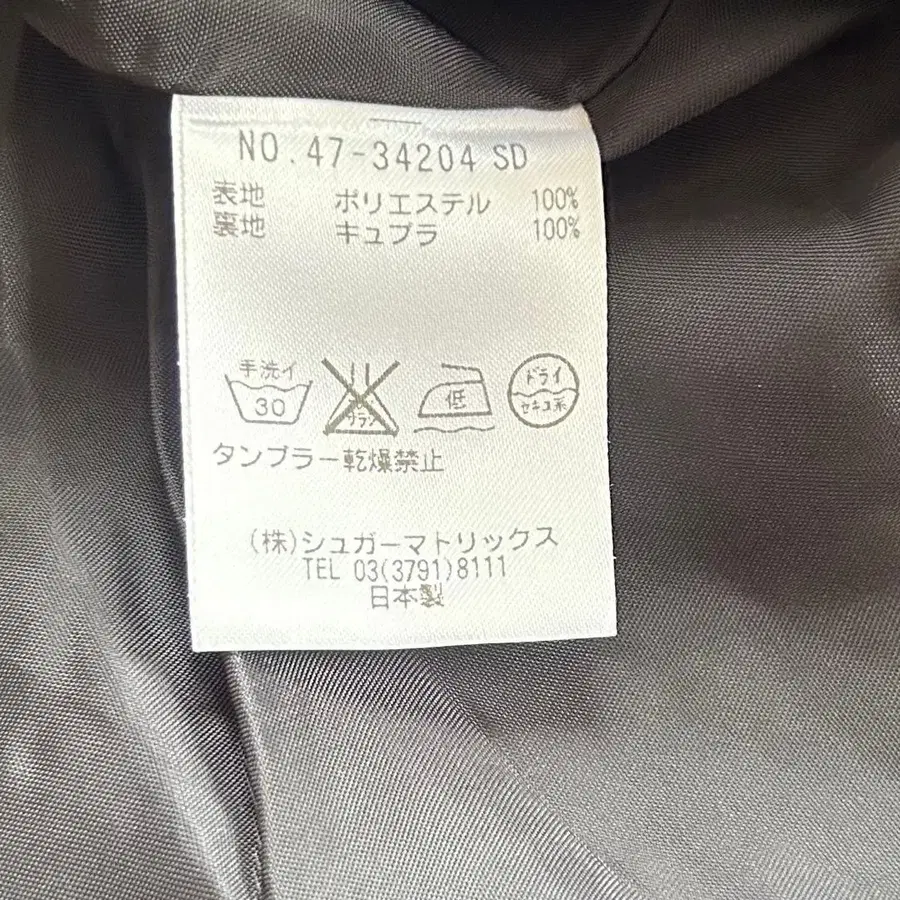 NO.47-34204 SD
表地 ポリエステル 100%
裏地 キュプラ 100%
手洗イ 30
低
ドライ
セキユ系
タンブラー乾燥禁止
(株)シュガーマトリックス
TEL 03(3791)8111
日本製